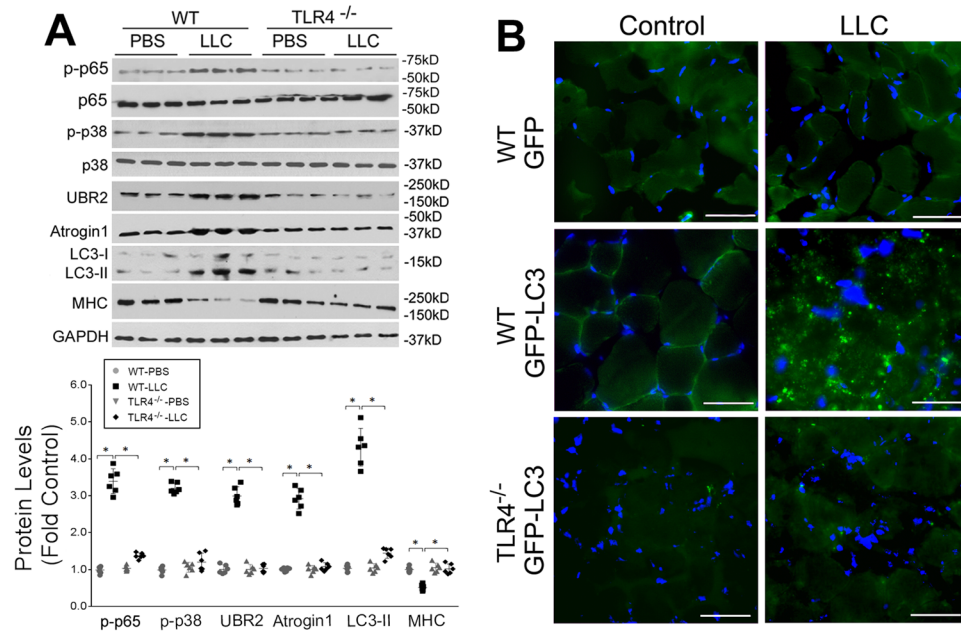 A
WT
TLR4 -/-
PBS
LLC
PBS
LLC
p-p65
-75kD
-50kD
p65
-75kD
-50kD
p-p38
-37kD
p38
-37kD
UBR2
-250kD
-150kD
Atrogin1
-50kD
-37kD
LC3-I
LC3-II
-15kD
MHC
-250kD
-150kD
GAPDH
-37kD
WT-PBS
WT-LLC
TLR4-/--PBS
TLR4-/--LLC
Protein Levels
(Fold Control)
6.0
5.0
4.0
3.0
2.0
1.0
0.0
* *
* *
* *
* *
* *
* *
p-p65
p-p38
UBR2
Atrogin1
LC3-II
MHC
B
Control
LLC
WT
GFP
WT
GFP-LC3
TLR4-/-
GFP-LC3